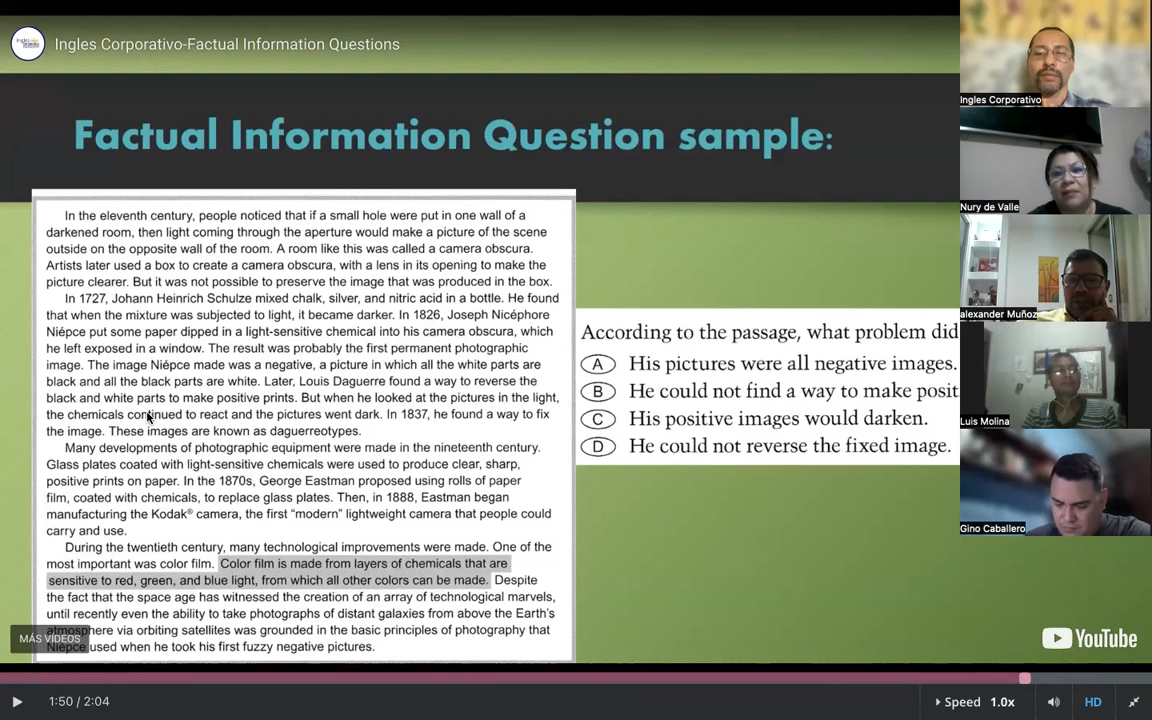 Ingles Corporativo-Factual Information Questions
Factual Information Question sample:
In the eleventh century, people noticed that if a small hole were put in one wall of a
darkened room, then light coming through the aperture would make a picture of the scene
outside on the opposite wall of the room. A room like this was called a camera obscura.
Artists later used a box to create a camera obscura, with a lens in its opening to make the
picture clearer. But it was not possible to preserve the image that was produced in the box.
In 1727, Johann Heinrich Schulze mixed chalk, silver, and nitric acid in a bottle. He found
that when the mixture was subjected to light, it became darker. In 1826, Joseph Nicéphore
Niépce put some paper dipped in a light-sensitive chemical into his camera obscura, which
he left exposed in a window. The result was probably the first permanent photographic
image. The image Niépce made was a negative, a picture in which all the white parts are
black and all the black parts are white. Later, Louis Daguerre found a way to reverse the
black and white parts to make positive prints. But when he looked at the pictures in the light,
the chemicals continued to react and the pictures went dark. In 1837, he found a way to fix
the image. These images are known as daguerreotypes.
Many developments of photographic equipment were made in the nineteenth century.
Glass plates coated with light-sensitive chemicals were used to produce clear, sharp,
positive prints on paper. In the 1870s, George Eastman proposed using rolls of paper
film, coated with chemicals, to replace glass plates. Then, in 1888, Eastman began
manufacturing the Kodak® camera, the first “modern” lightweight camera that people could
carry and use.
During the twentieth century, many technological improvements were made. One of the
most important was color film. Color film is made from layers of chemicals that are
sensitive to red, green, and blue light, from which all other colors can be made. Despite
the fact that the space age has witnessed the creation of an array of technological marvels,
until recently even the ability to take photographs of distant galaxies from above the Earth’s
atmosphere via orbiting satellites was grounded in the basic principles of photography that
Niépce used when he took his first fuzzy negative pictures.
According to the passage, what problem did
A His pictures were all negative images.
B He could not find a way to make posit
C His positive images would darken.
D He could not reverse the fixed image.
Ingles Corporativo
Nury de Valle
alexander Muñoz
Luis Molina
Gino Caballero
MÁS VIDEOS
YouTube
1:50 / 2:04
Speed 1.0x
HD